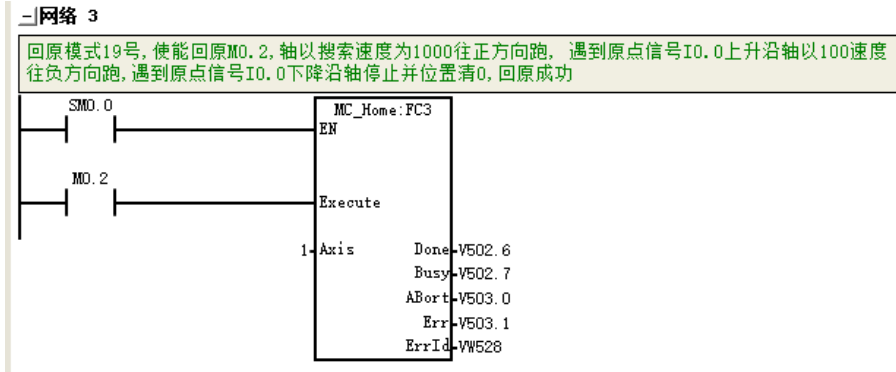 网络 3
回原模式19号,使能回原M0.2,轴以搜索速度为1000往正方向跑, 遇到原点信号I0.0上升沿轴以100速度
往负方向跑,遇到原点信号I0.0下降沿轴停止并位置清0,回原成功
SM0.0
MC_Home:FC3
EN
M0.2
Execute
1 Axis Done V502.6
Busy V502.7
ABort V503.0
Err V503.1
ErrId VW528